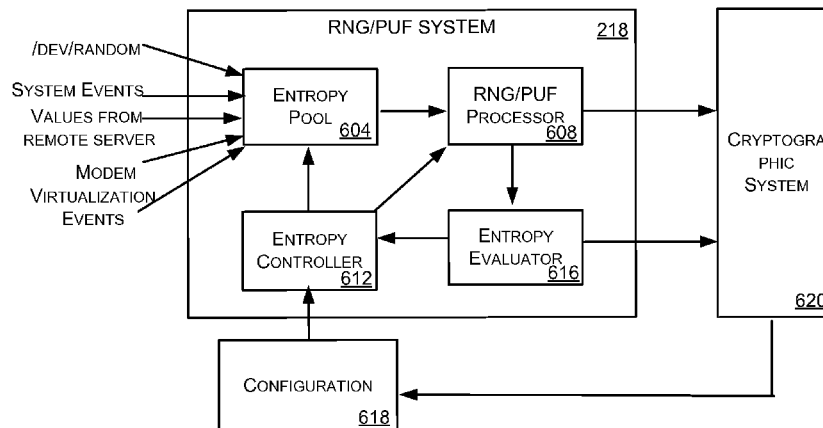 RNG/PUF SYSTEM
218
/DEV/RANDOM
SYSTEM EVENTS
VALUES FROM
REMOTE SERVER
MODEM
VIRTUALIZATION
EVENTS
ENTROPY
POOL
604
RNG/PUF
PROCESSOR
608
ENTROPY
CONTROLLER
612
ENTROPY
EVALUATOR
616
CRYPTOGRA
PHIC
SYSTEM
620
CONFIGURATION
618